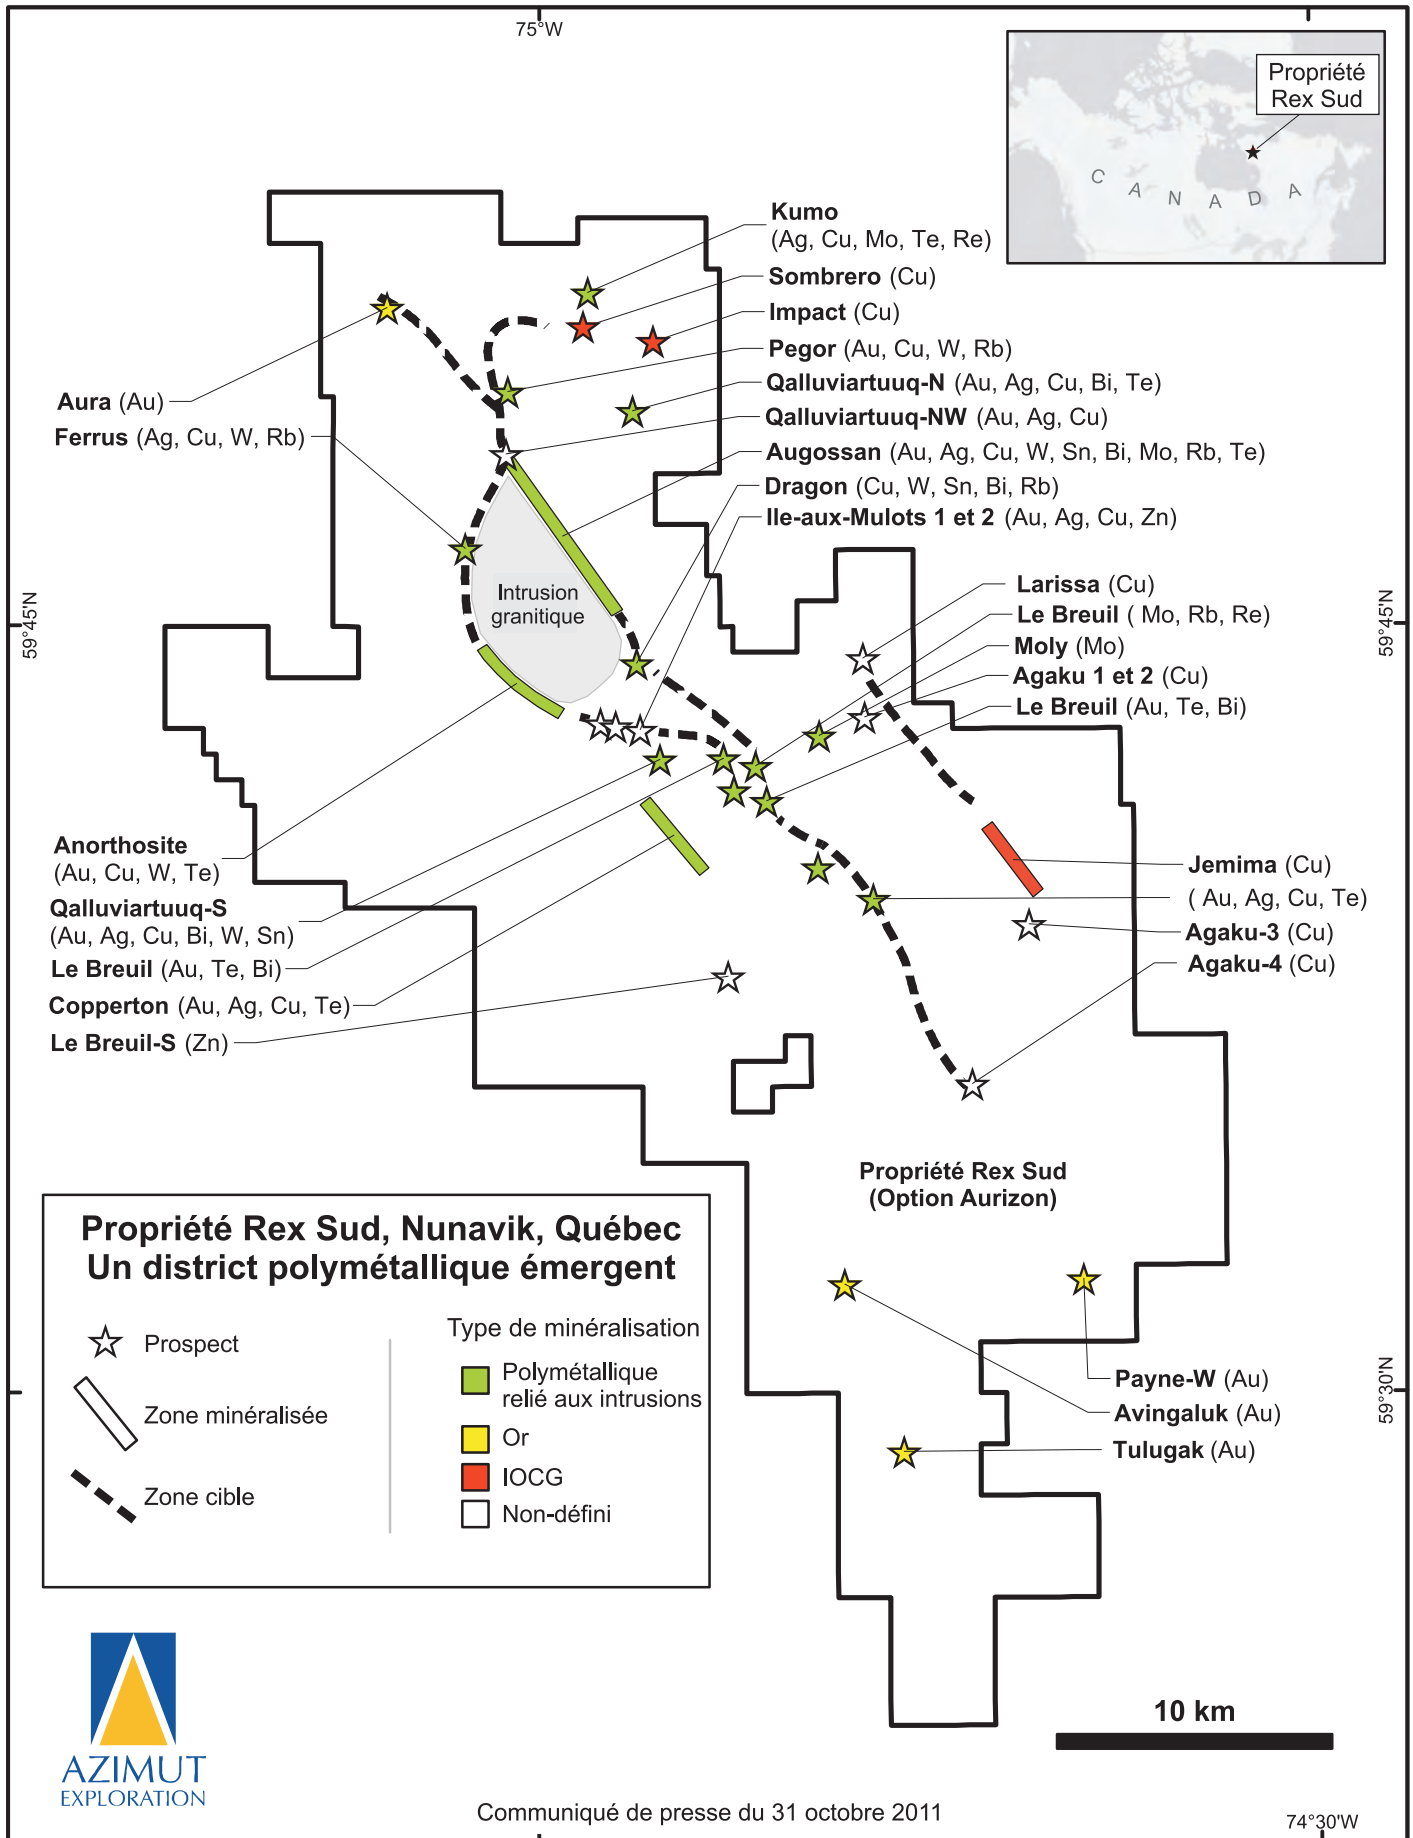 75°W
Propriété
Rex Sud
CANADA
Kumo
(Ag, Cu, Mo, Te, Re)
Sombrero (Cu)
Impact (Cu)
Pegor (Au, Cu, W, Rb)
Qalluviartuuq-N (Au, Ag, Cu, Bi, Te)
Qalluviartuuq-NW (Au, Ag, Cu)
Augossan (Au, Ag, Cu, W, Sn, Bi, Mo, Rb, Te)
Dragon (Cu, W, Sn, Bi, Rb)
Ile-aux-Mulots 1 et 2 (Au, Ag, Cu, Zn)
Aura (Au)
Ferrus (Ag, Cu, W, Rb)
Intrusion
granitique
59°45'N
59°45'N
Larissa (Cu)
Le Breuil ( Mo, Rb, Re)
Moly (Mo)
Agaku 1 et 2 (Cu)
Le Breuil (Au, Te, Bi)
Anorthosite
(Au, Cu, W, Te)
Qalluviartuuq-S
(Au, Ag, Cu, Bi, W, Sn)
Le Breuil (Au, Te, Bi)
Copperton (Au, Ag, Cu, Te)
Le Breuil-S (Zn)
Jemima (Cu)
( Au, Ag, Cu, Te)
Agaku-3 (Cu)
Agaku-4 (Cu)
Propriété Rex Sud
(Option Aurizon)
Propriété Rex Sud, Nunavik, Québec
Un district polymétallique émergent
Prospect
Zone minéralisée
Zone cible
Type de minéralisation
Polymétallique
relié aux intrusions
Or
IOCG
Non-défini
Payne-W (Au)
Avingaluk (Au)
Tulugak (Au)
59°30'N
10 km
AZIMUT
EXPLORATION
Communiqué de presse du 31 octobre 2011
74°30'W